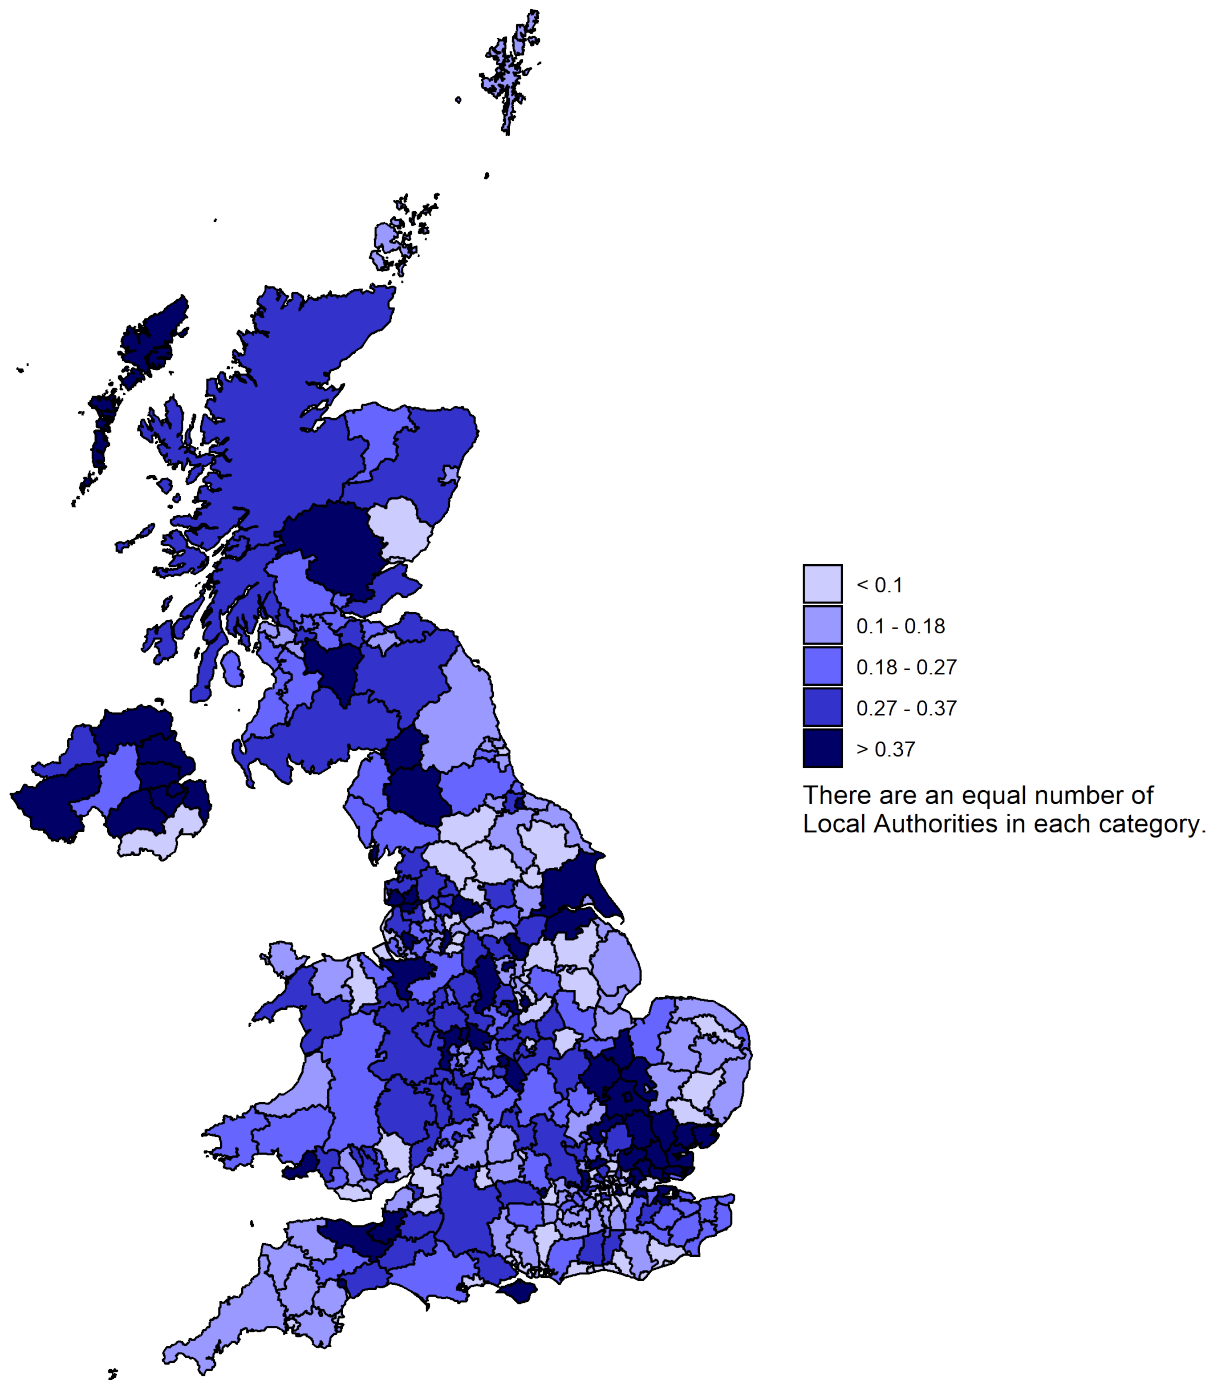 < 0.1
0.1 - 0.18
0.18 - 0.27
0.27 - 0.37
> 0.37
There are an equal number of
Local Authorities in each category.